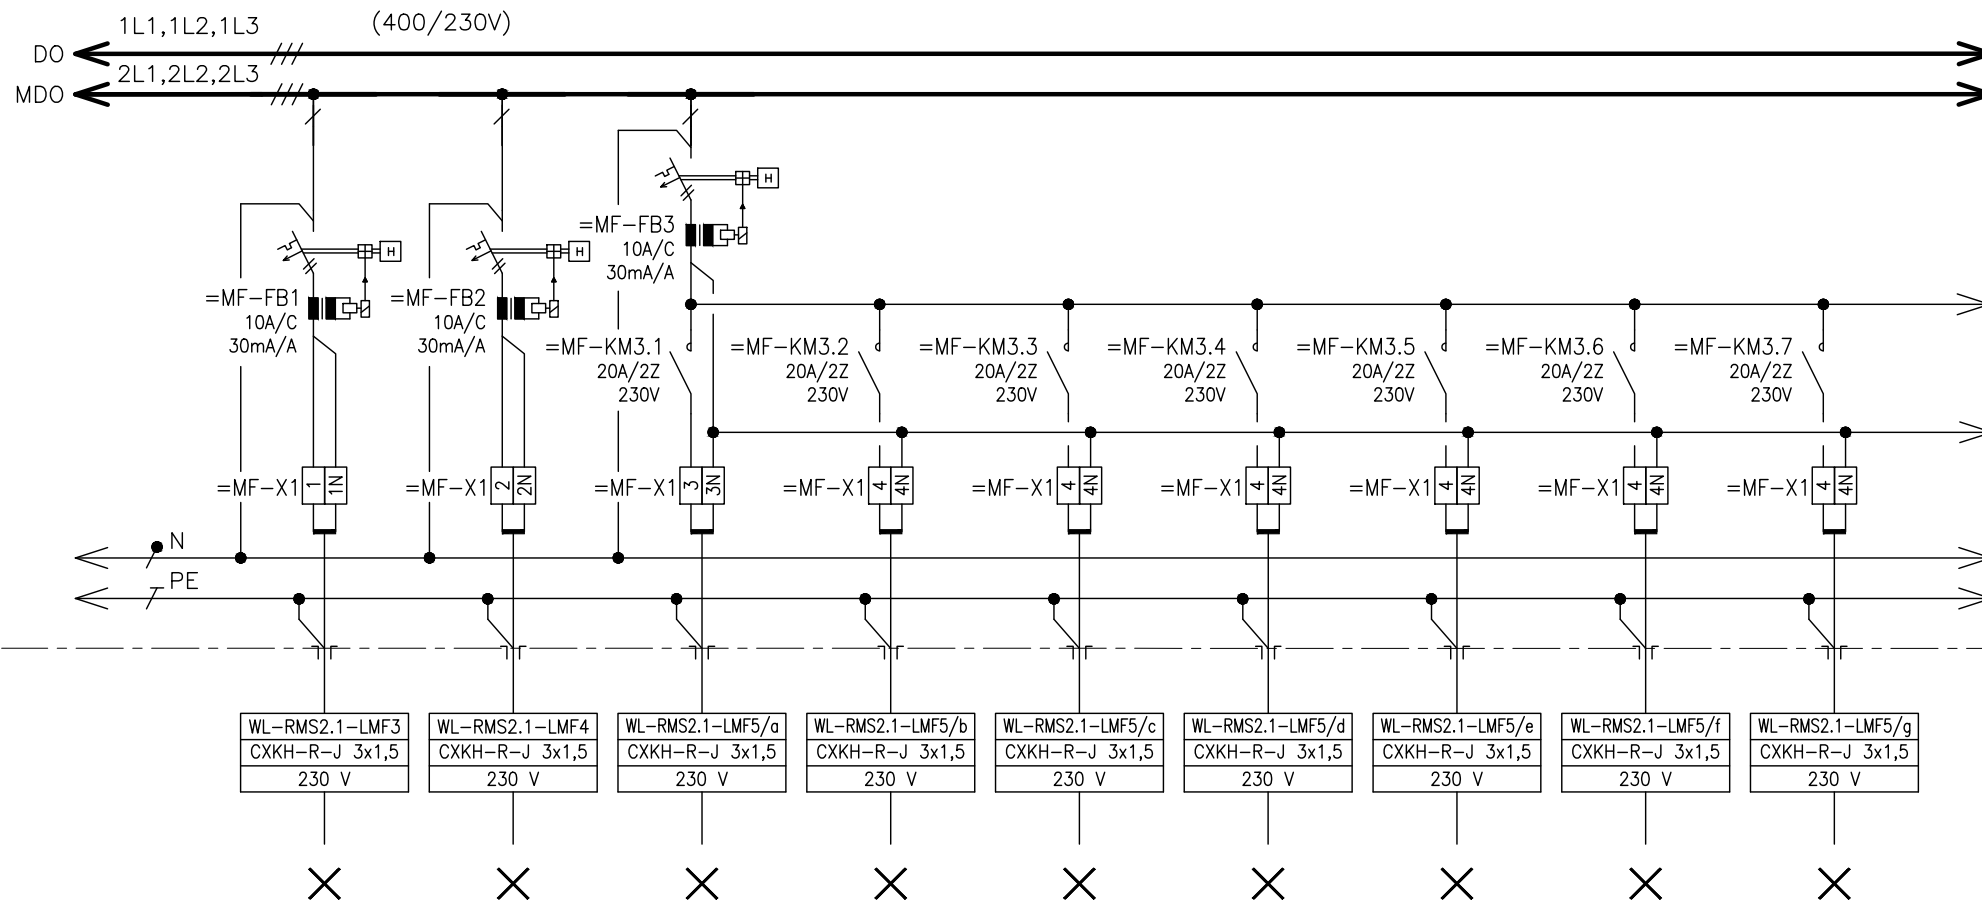 1L1,1L2,1L3 (400/230V)
DO
2L1,2L2,2L3
MDO
=MF-FB1
10A/C
30mA/A
H
=MF-FB2
10A/C
30mA/A
H
=MF-FB3
10A/C
30mA/A
H
=MF-KM3.1
20A/2Z
230V
=MF-KM3.2
20A/2Z
230V
=MF-KM3.3
20A/2Z
230V
=MF-KM3.4
20A/2Z
230V
=MF-KM3.5
20A/2Z
230V
=MF-KM3.6
20A/2Z
230V
=MF-KM3.7
20A/2Z
230V
=MF-X1 1 1N
=MF-X1 2 2N
=MF-X1 3 3N
=MF-X1 4 4N
=MF-X1 4 4N
=MF-X1 4 4N
=MF-X1 4 4N
=MF-X1 4 4N
=MF-X1 4 4N
N
PE
WL-RMS2.1-LMF3
CXKH-R-J 3x1,5
230 V
WL-RMS2.1-LMF4
CXKH-R-J 3x1,5
230 V
WL-RMS2.1-LMF5/a
CXKH-R-J 3x1,5
230 V
WL-RMS2.1-LMF5/b
CXKH-R-J 3x1,5
230 V
WL-RMS2.1-LMF5/c
CXKH-R-J 3x1,5
230 V
WL-RMS2.1-LMF5/d
CXKH-R-J 3x1,5
230 V
WL-RMS2.1-LMF5/e
CXKH-R-J 3x1,5
230 V
WL-RMS2.1-LMF5/f
CXKH-R-J 3x1,5
230 V
WL-RMS2.1-LMF5/g
CXKH-R-J 3x1,5
230 V